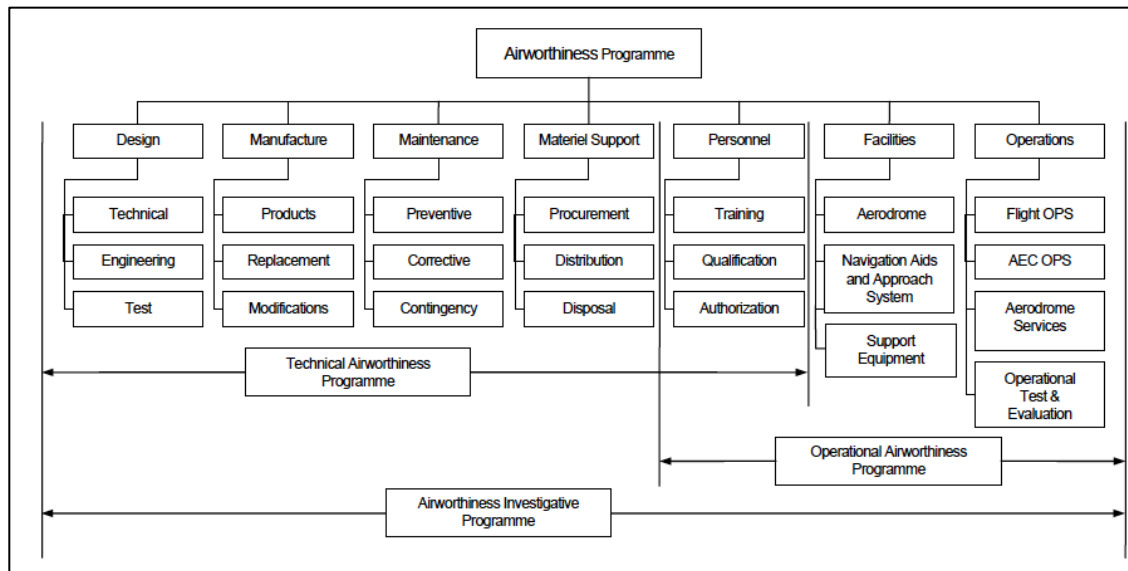 Airworthiness Programme
Design
Manufacture
Maintenance
Materiel Support
Personnel
Facilities
Operations
Technical
Products
Preventive
Procurement
Training
Aerodrome
Flight OPS
Engineering
Replacement
Corrective
Distribution
Qualification
Navigation Aids
and Approach
System
AEC OPS
Test
Modifications
Contingency
Disposal
Authorization
Support
Equipment
Aerodrome
Services
Technical Airworthiness
Programme
Operational
Test &
Evaluation
Operational Airworthiness
Programme
Airworthiness Investigative
Programme